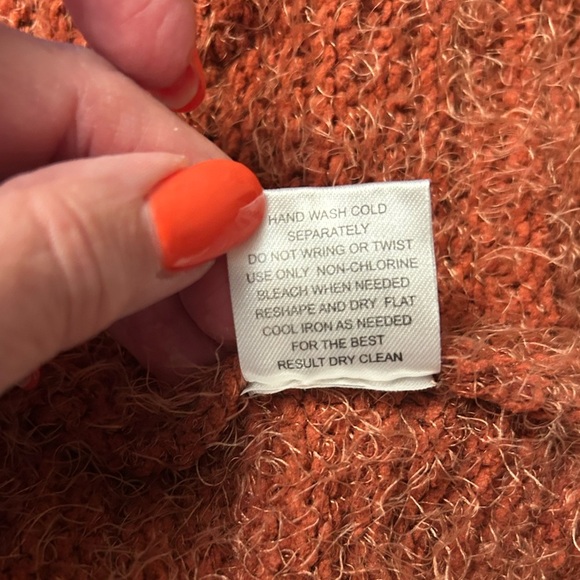 HAND WASH COLD
SEPARATELY
DO NOT WRING OR TWIST
USE ONLY NON-CHLORINE
BLEACH WHEN NEEDED
RESHAPE AND DRY FLAT
COOL IRON AS NEEDED
FOR THE BEST
RESULT DRY CLEAN